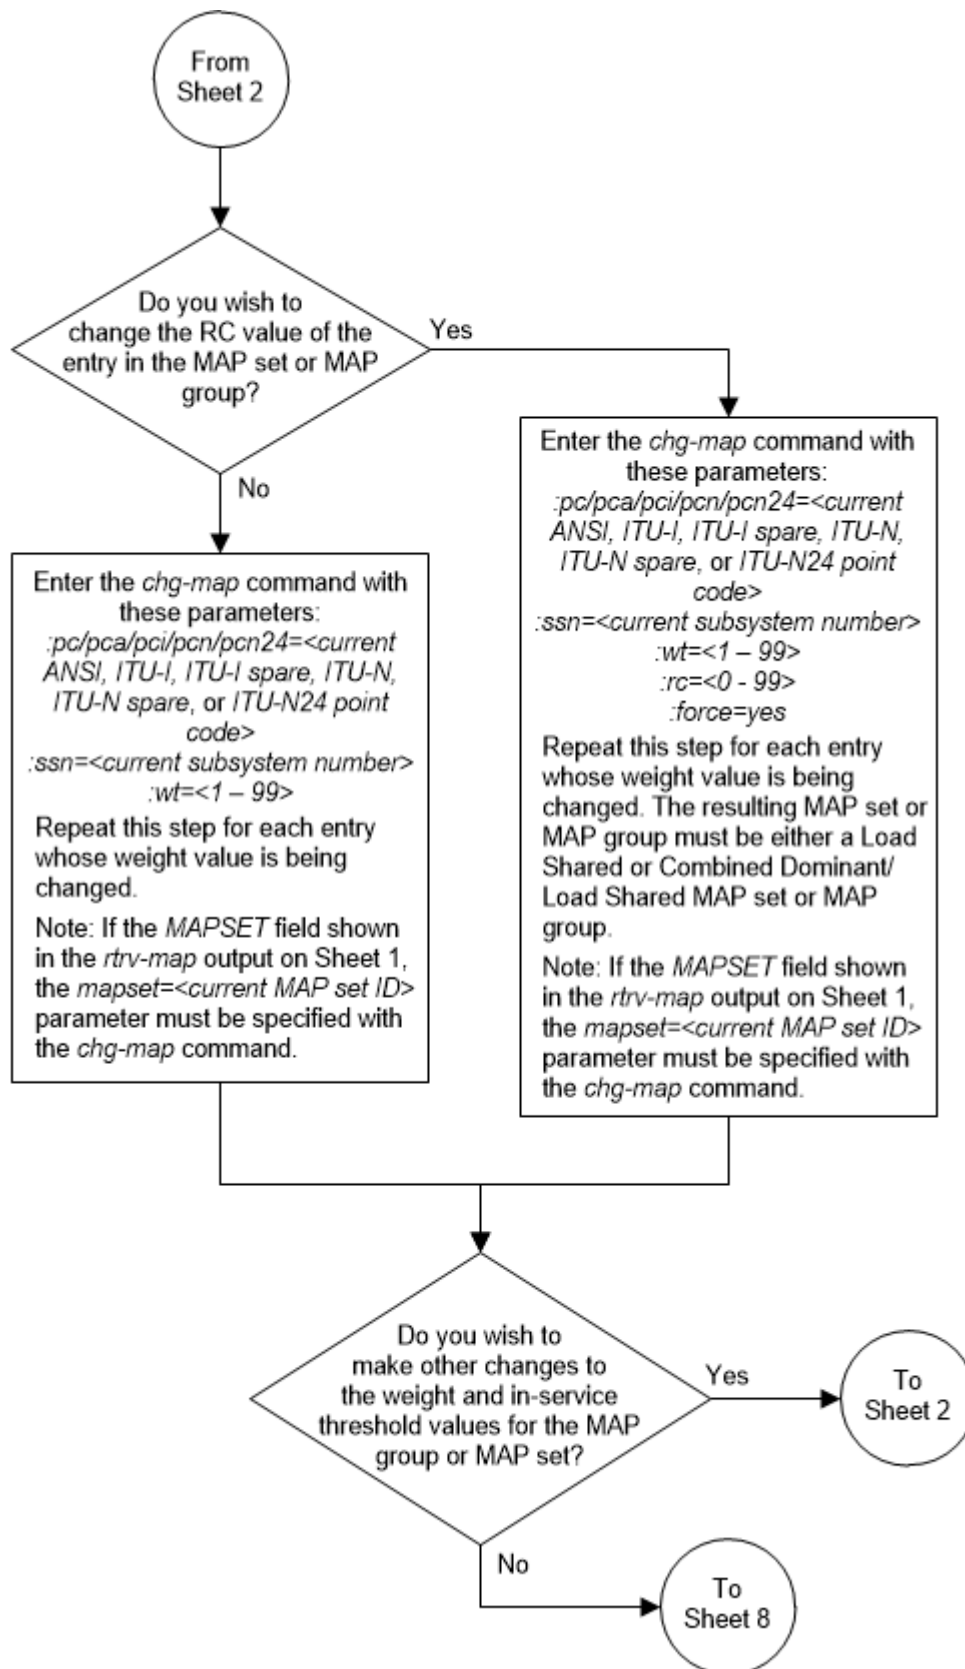 From
Sheet 2
Do you wish to
change the RC value of the
entry in the MAP set or MAP
group?
Yes
No
Enter the chg-map command with
these parameters:
:pc/pca/pci/pcn/pcn24=<current
ANSI, ITU-I, ITU-I spare, ITU-N,
ITU-N spare, or ITU-N24 point
code>
:ssn=<current subsystem number>
:wt=<1 – 99>
:rc=<0 - 99>
:force=yes
Repeat this step for each entry
whose weight value is being
changed. The resulting MAP set or
MAP group must be either a Load
Shared or Combined Dominant/
Load Shared MAP set or MAP
group.
Note: If the MAPSET field shown
in the rtrv-map output on Sheet 1,
the mapset=<current MAP set ID>
parameter must be specified with
the chg-map command.
Enter the chg-map command with
these parameters:
:pc/pca/pci/pcn/pcn24=<current
ANSI, ITU-I, ITU-I spare, ITU-N,
ITU-N spare, or ITU-N24 point
code>
:ssn=<current subsystem number>
:wt=<1 – 99>
Repeat this step for each entry
whose weight value is being
changed.
Note: If the MAPSET field shown
in the rtrv-map output on Sheet 1,
the mapset=<current MAP set ID>
parameter must be specified with
the chg-map command.
Do you wish to
make other changes to
the weight and in-service
threshold values for the MAP
group or MAP set?
Yes
To
Sheet 2
No
To
Sheet 8